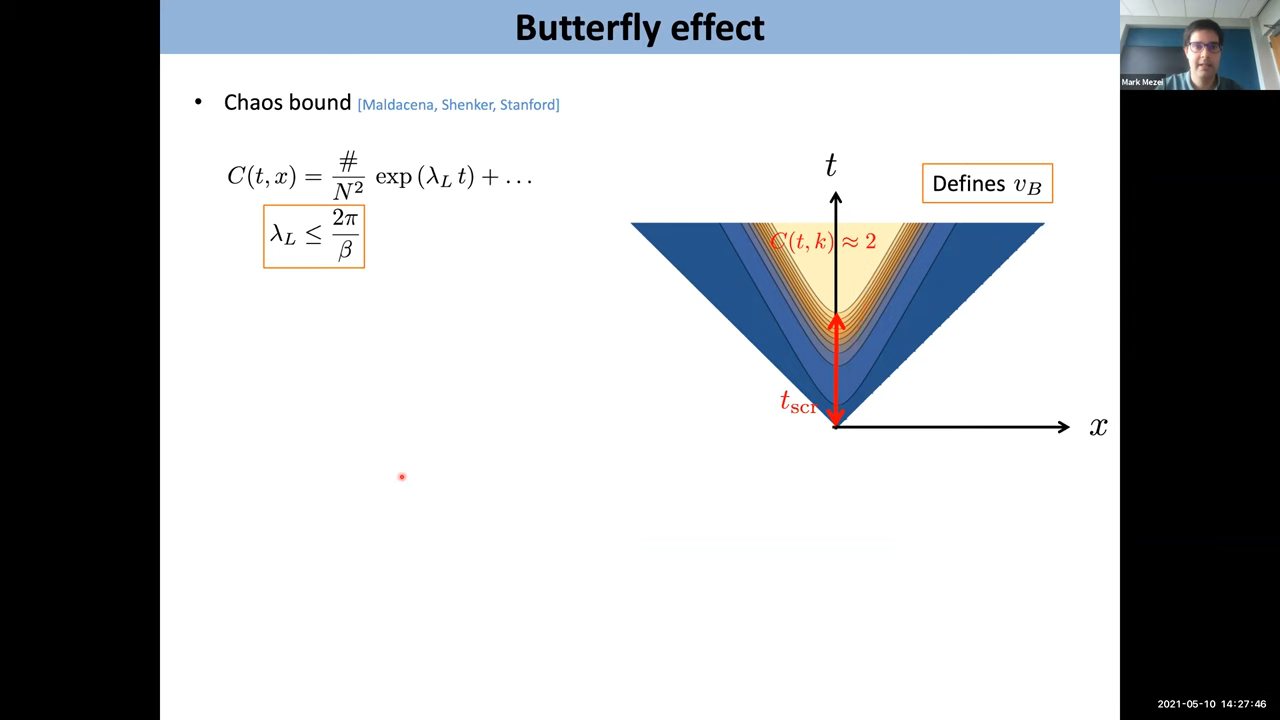 Butterfly effect
• Chaos bound [Maldacena, Shenker, Stanford]
C(t, x) = # / N² exp (λ_L t) + ...
λ_L ≤ 2π / β
t
Defines v_B
C(t, k) ≈ 2
t_scr
x
Mark Mezei
2021-05-10 14:27:46